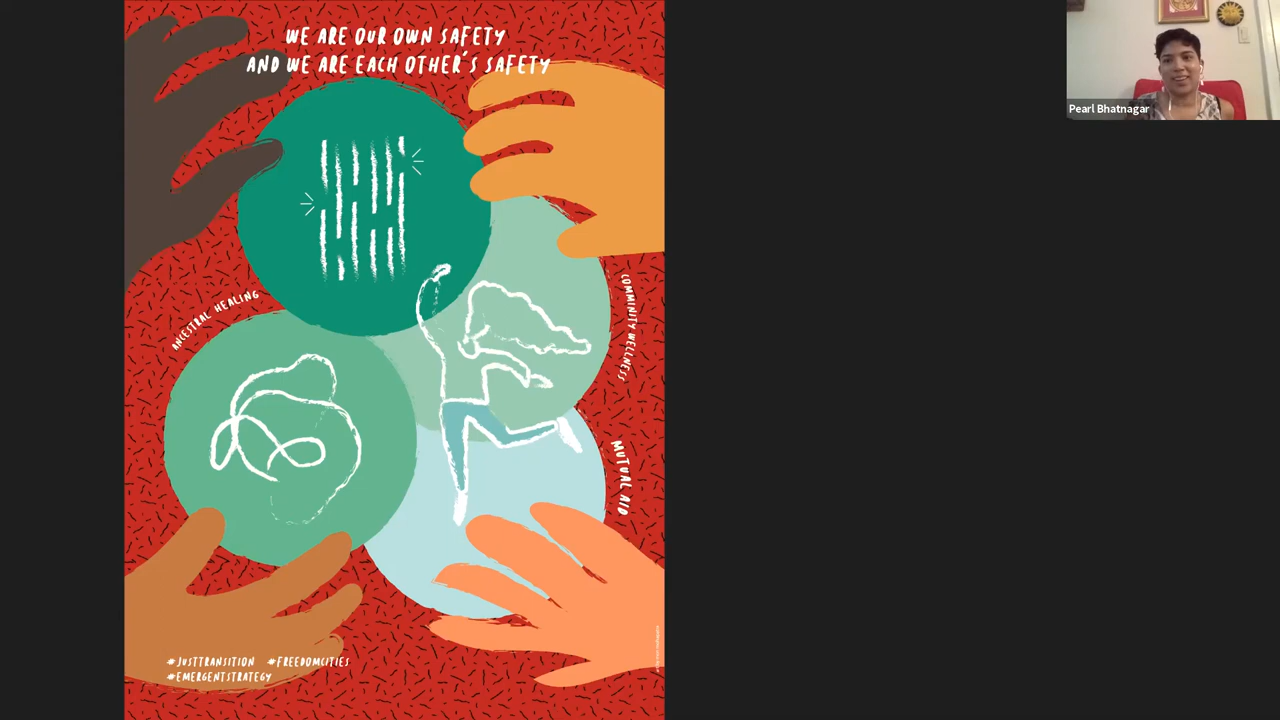 WE ARE OUR OWN SAFETY
AND WE ARE EACH OTHER'S SAFETY
Pearl Bhatnagar
ANCESTRAL HEALING
COMMINITY WELLNESS
MUTUAL AID
#JUSTTRANSITION #FREEDOMCITIES
#EMERGENTSTRATEGY